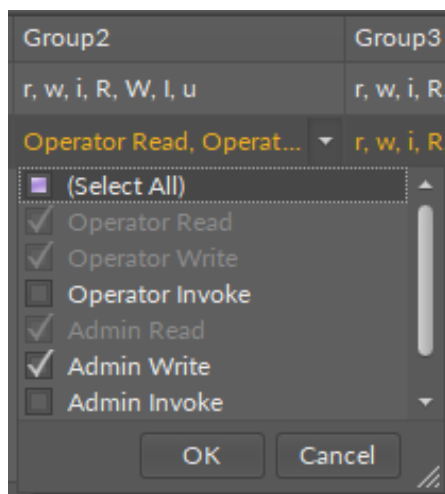 Group2 Group3
r, w, i, R, W, I, u r, w, i, R
Operator Read, Operat... r, w, i, R
(Select All)
Operator Read
Operator Write
Operator Invoke
Admin Read
Admin Write
Admin Invoke
OK Cancel